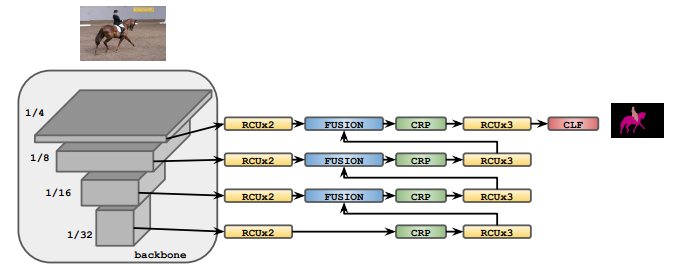 1/4
RCUx2 FUSION CRP RCUx3 CLF
1/8
RCUx2 FUSION CRP RCUx3
1/16
RCUx2 FUSION CRP RCUx3
1/32
RCUx2 CRP RCUx3
backbone